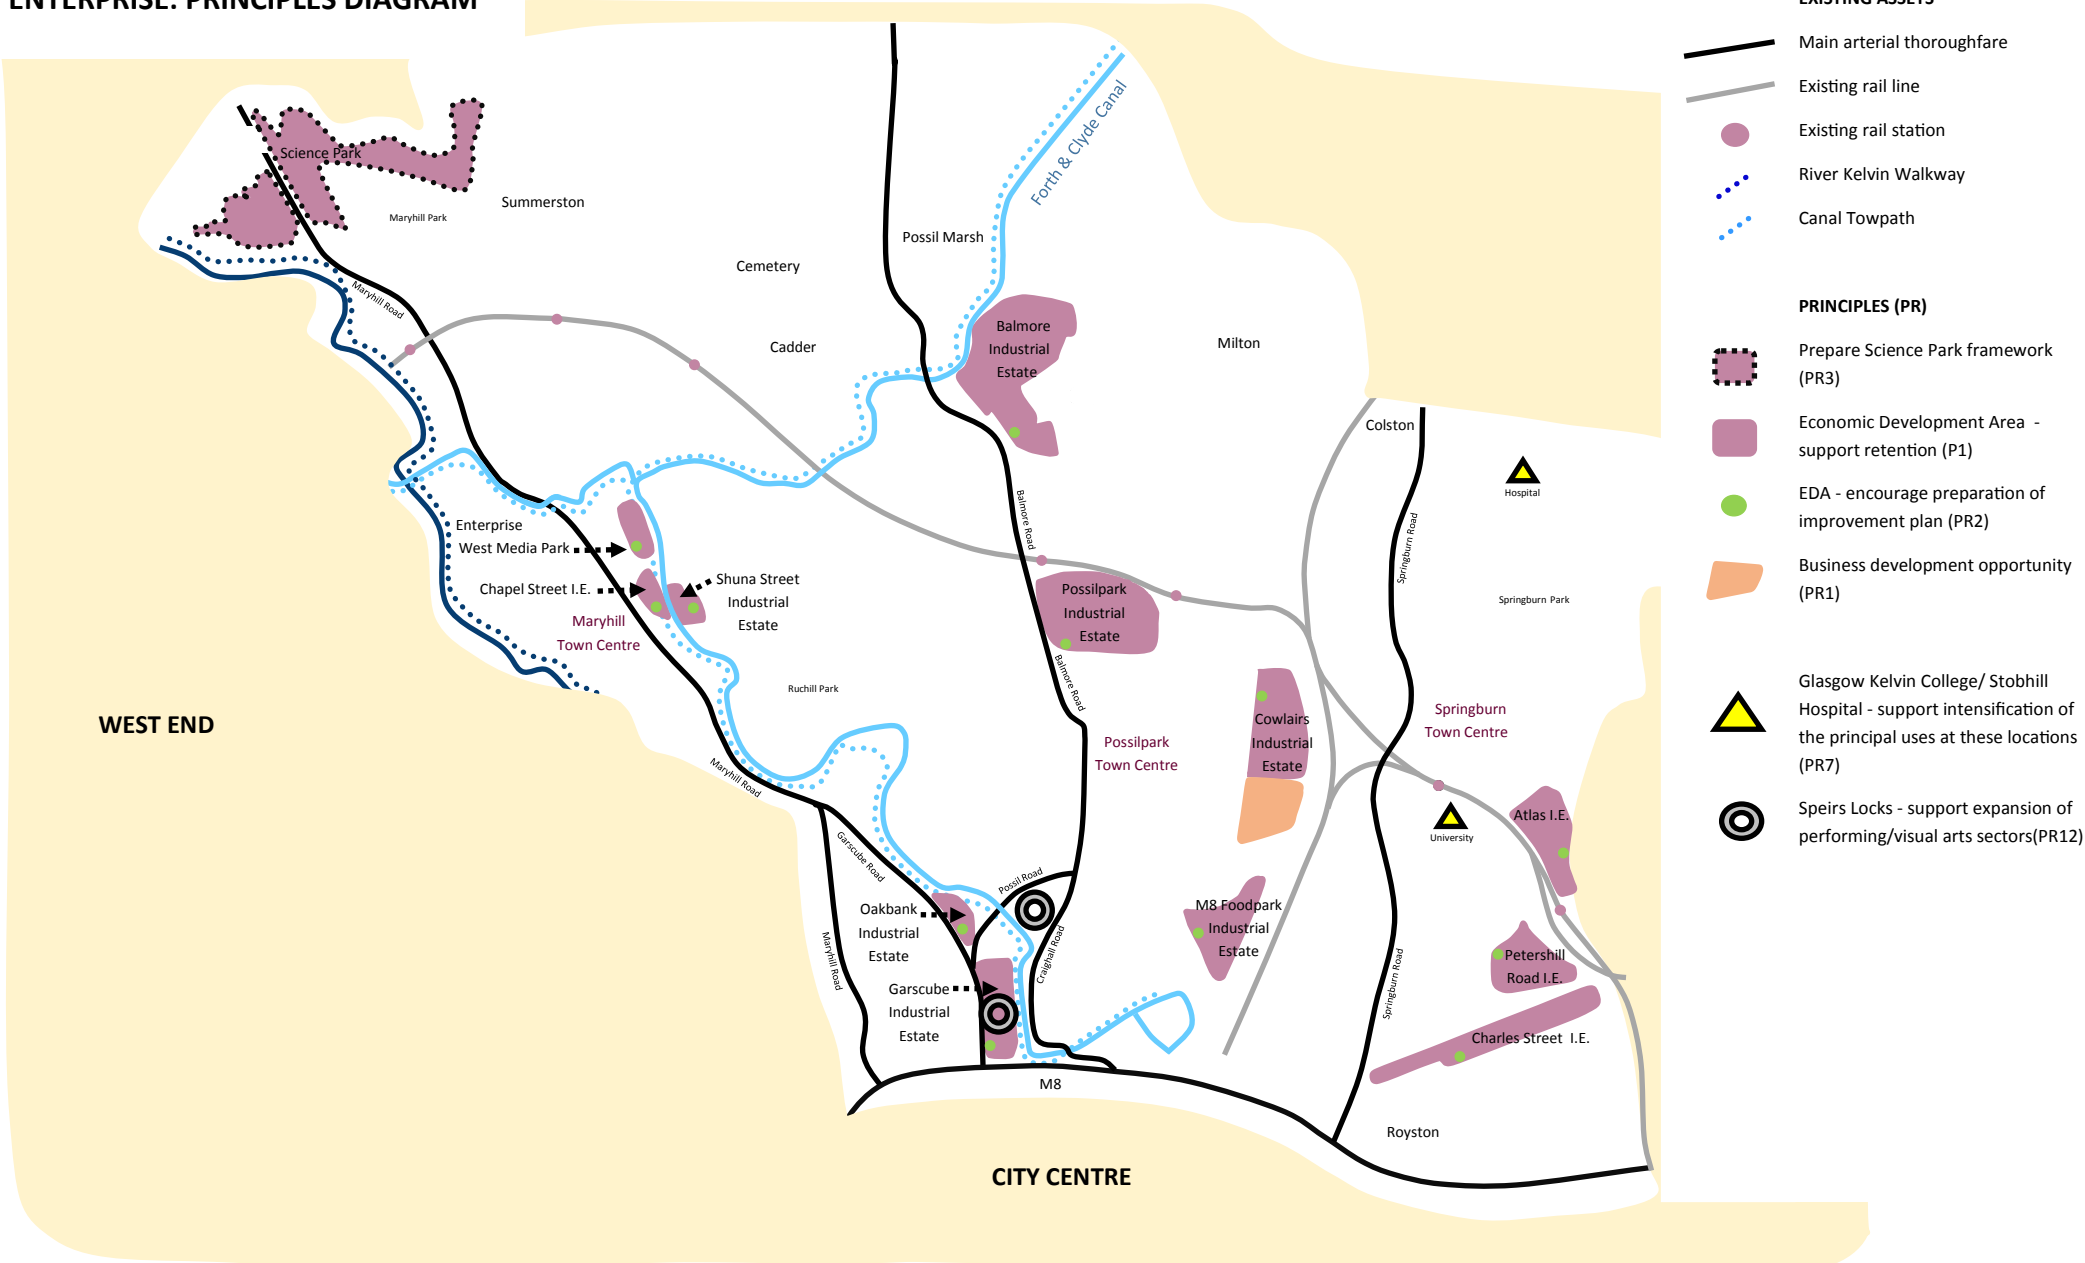 ENTERPRISE: PRINCIPLES DIAGRAM
Science Park
Summerston
Maryhill Park
Maryhill Road
Cemetery
Cadder
Possil Marsh
Forth & Clyde Canal
Balmore
Industrial
Estate
Milton
Colston
Hospital
Balmore Road
Springburn Road
Enterprise
West Media Park
Chapel Street I.E.
Shuna Street
Industrial
Estate
Maryhill
Town Centre
Possilpark
Industrial
Estate
Springburn Park
Balmore Road
Ruchill Park
WEST END
Possilpark
Town Centre
Cowlairs
Industrial
Estate
Springburn
Town Centre
Maryhill Road
Atlas I.E.
University
Garscube Road
Possil Road
Oakbank
Industrial
Estate
M8 Foodpark
Industrial
Estate
Maryhill Road
Craighall Road
Springburn Road
Petershill
Road I.E.
Garscube
Industrial
Estate
Charles Street I.E.
M8
Royston
CITY CENTRE
EXISTING ASSETS
Main arterial thoroughfare
Existing rail line
Existing rail station
River Kelvin Walkway
Canal Towpath
PRINCIPLES (PR)
Prepare Science Park framework
(PR3)
Economic Development Area -
support retention (P1)
EDA - encourage preparation of
improvement plan (PR2)
Business development opportunity
(PR1)
Glasgow Kelvin College/ Stobhill
Hospital - support intensification of
the principal uses at these locations
(PR7)
Speirs Locks - support expansion of
performing/visual arts sectors(PR12)